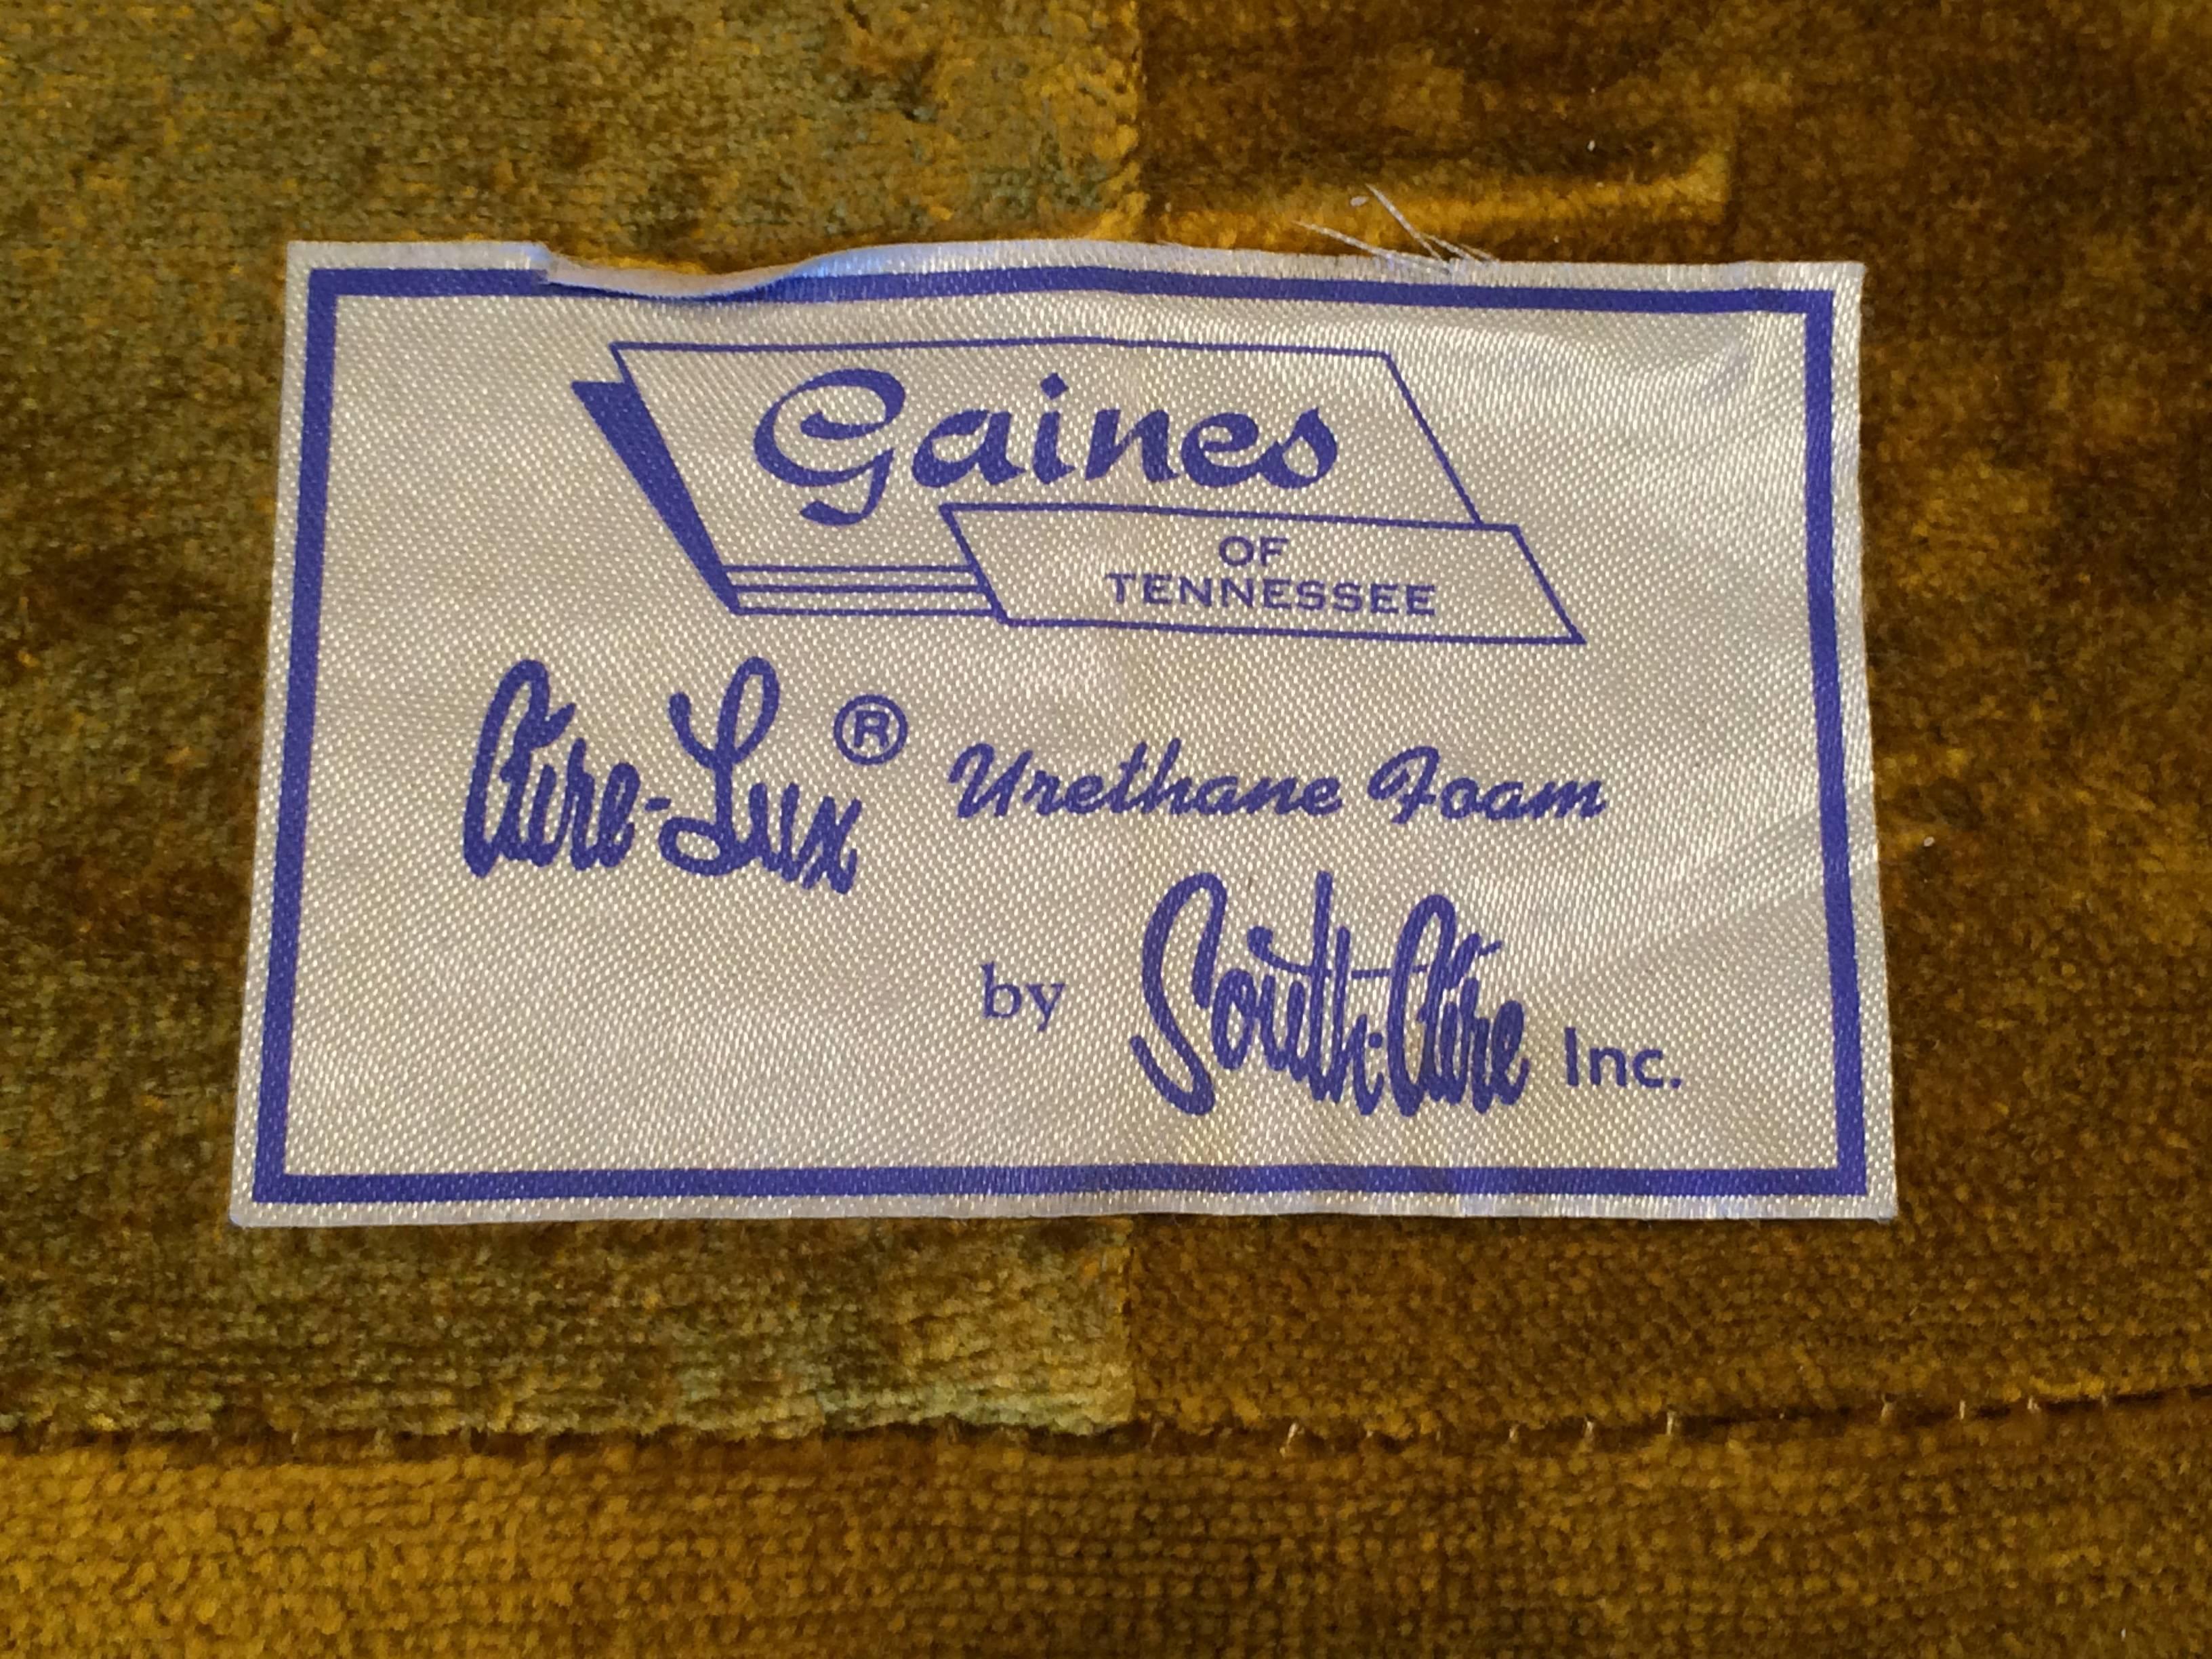 Gaines
OF
TENNESSEE
Aire-Lux® Urethane Foam
by South-Aire Inc.